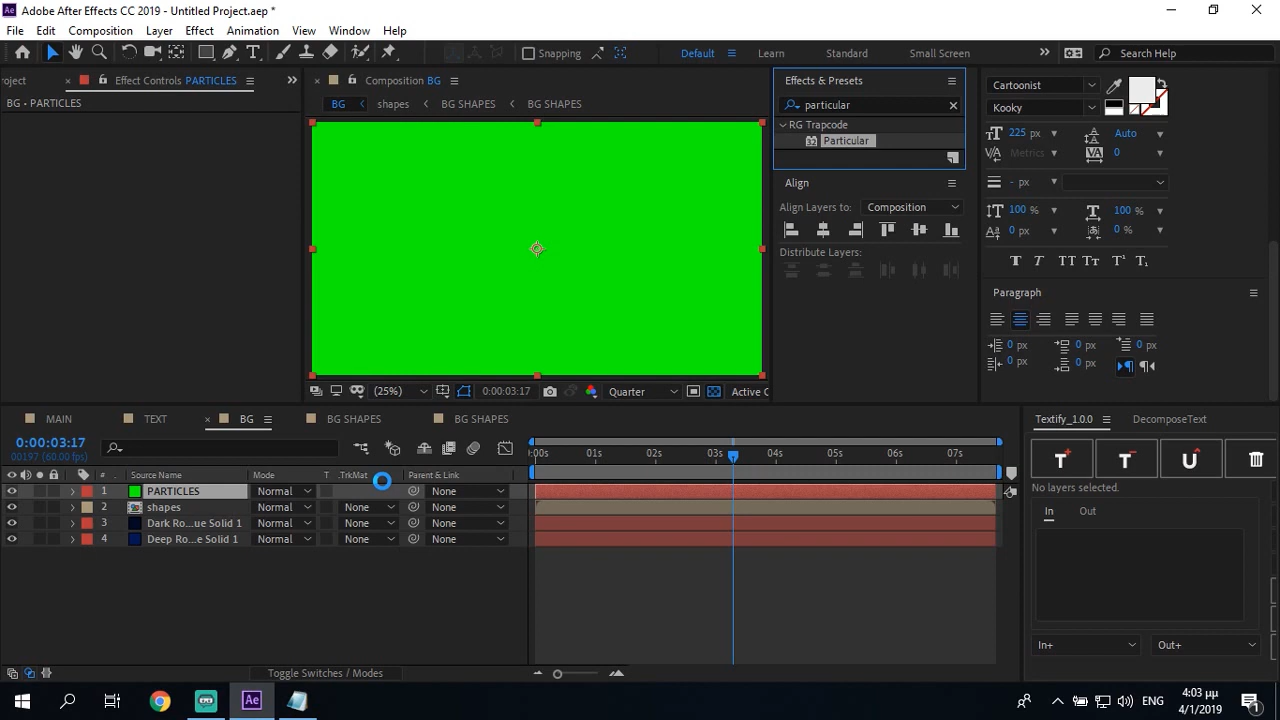 Adobe After Effects CC 2019 - Untitled Project.aep *
File Edit Composition Layer Effect Animation View Window Help
Snapping Default Learn Standard Small Screen Search Help
roject Effect Controls PARTICLES Composition BG Effects & Presets
BG • PARTICLES
BG shapes BG SHAPES BG SHAPES
particular
RG Trapcode
32 Particular
Align
Align Layers to: Composition
Distribute Layers:
Cartoonist
Kooky
225 px Auto
Metrics 0
- px
100 % 100 %
0 px 0 %
T T TT Tr T¹ T₁
Paragraph
0 px 0 px 0 px
0 px 0 px
(25%) 0:00:03:17 Quarter Active C
MAIN TEXT BG BG SHAPES BG SHAPES
0:00:03:17
00197 (60.00 fps)
:00s 01s 02s 03s 04s 05s 06s 07s
# Source Name Mode T .TrkMat Parent & Link
1 PARTICLES Normal None
2 shapes Normal None None
3 Dark Ro...ue Solid 1 Normal None None
4 Deep Ro...e Solid 1 Normal None None
Toggle Switches / Modes
Textify_1.0.0 DecomposeText
T+ T- U
No layers selected.
In Out
In+ Out+
Ae ENG 4:03 μμ
4/1/2019 1